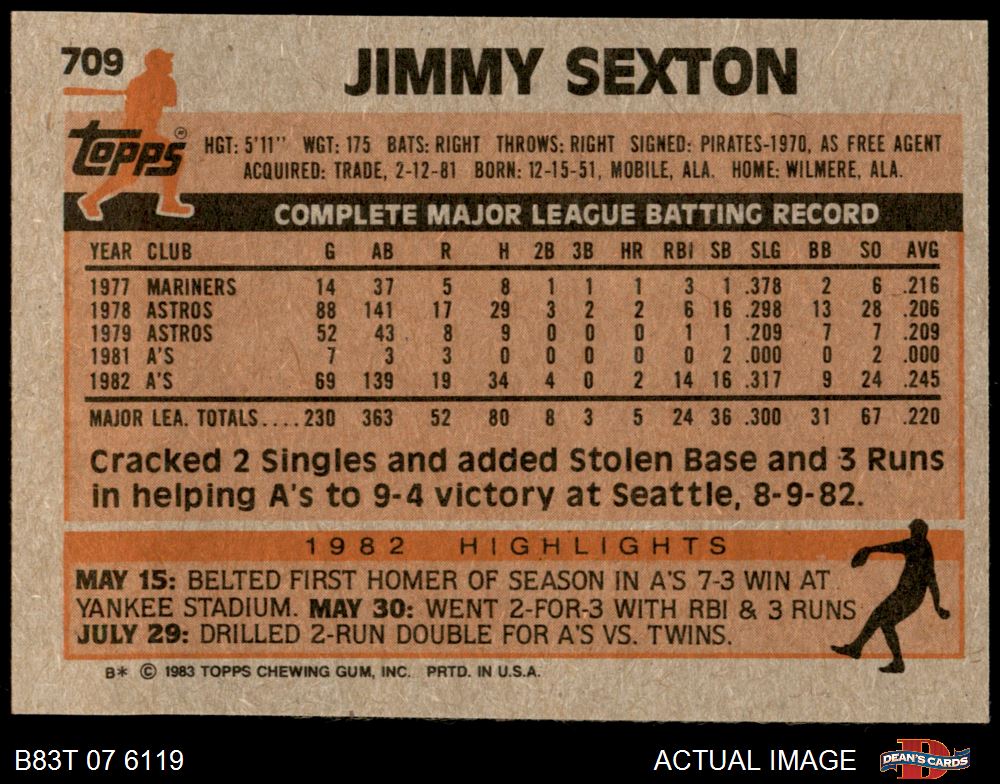 709
JIMMY SEXTON
Topps ®
HGT: 5'11" WGT: 175 BATS: RIGHT THROWS: RIGHT SIGNED: PIRATES-1970, AS FREE AGENT
ACQUIRED: TRADE, 2-12-81 BORN: 12-15-51, MOBILE, ALA. HOME: WILMERE, ALA.
COMPLETE MAJOR LEAGUE BATTING RECORD
YEAR CLUB G AB R H 2B 3B HR RBI SB SLG BB SO AVG
1977 MARINERS 14 37 5 8 1 1 1 3 1 .378 2 6 .216
1978 ASTROS 88 141 17 29 3 2 2 6 16 .298 13 28 .206
1979 ASTROS 52 43 8 9 0 0 0 1 1 .209 7 7 .209
1981 A'S 7 3 3 0 0 0 0 0 2 .000 0 2 .000
1982 A'S 69 139 19 34 4 0 2 14 16 .317 9 24 .245
MAJOR LEA. TOTALS....230 363 52 80 8 3 5 24 36 .300 31 67 .220
Cracked 2 Singles and added Stolen Base and 3 Runs
in helping A's to 9-4 victory at Seattle, 8-9-82.
1982 HIGHLIGHTS
MAY 15: BELTED FIRST HOMER OF SEASON IN A'S 7-3 WIN AT
YANKEE STADIUM. MAY 30: WENT 2-FOR-3 WITH RBI & 3 RUNS
JULY 29: DRILLED 2-RUN DOUBLE FOR A'S VS. TWINS.
B* © 1983 TOPPS CHEWING GUM, INC. PRTD. IN U.S.A.
B83T 07 6119
ACTUAL IMAGE
D
DEAN'S CARDS